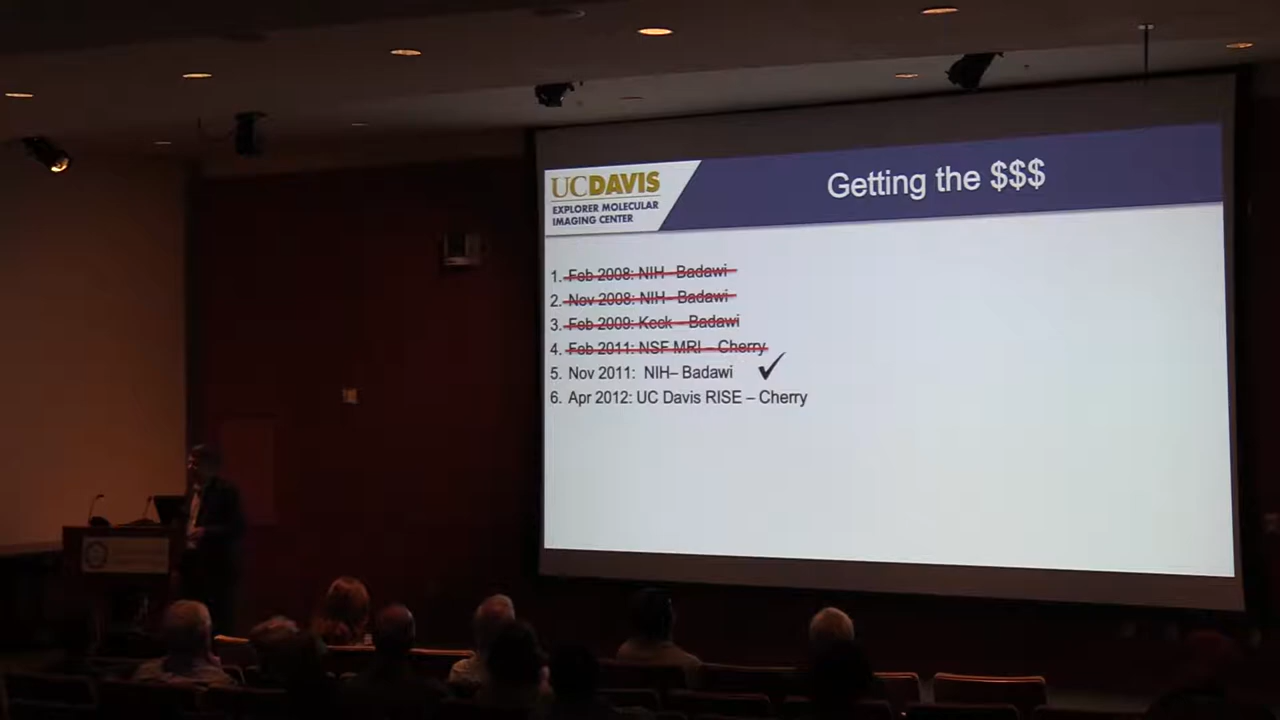 UCDAVIS
EXPLORER MOLECULAR
IMAGING CENTER
Getting the $$$
1. Feb 2008: NIH – Badawi
2. Nov 2008: NIH– Badawi
3. Feb 2009: Keck – Badawi
4. Feb 2011: NSF MRI – Cherry
5. Nov 2011: NIH– Badawi
6. Apr 2012: UC Davis RISE – Cherry